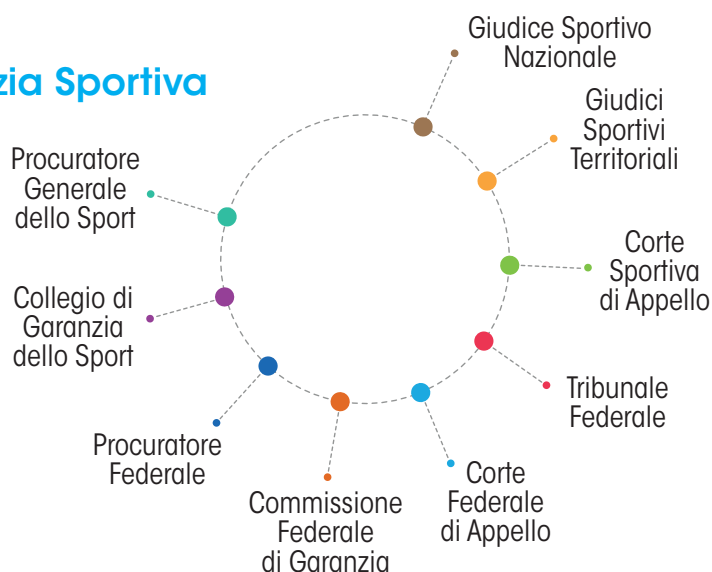 zia Sportiva
Giudice Sportivo
Nazionale
Giudici
Sportivi
Territoriali
Corte
Sportiva
di Appello
Tribunale
Federale
Corte
Federale
di Appello
Commissione
Federale
di Garanzia
Procuratore
Federale
Collegio di
Garanzia
dello Sport
Procuratore
Generale
dello Sport